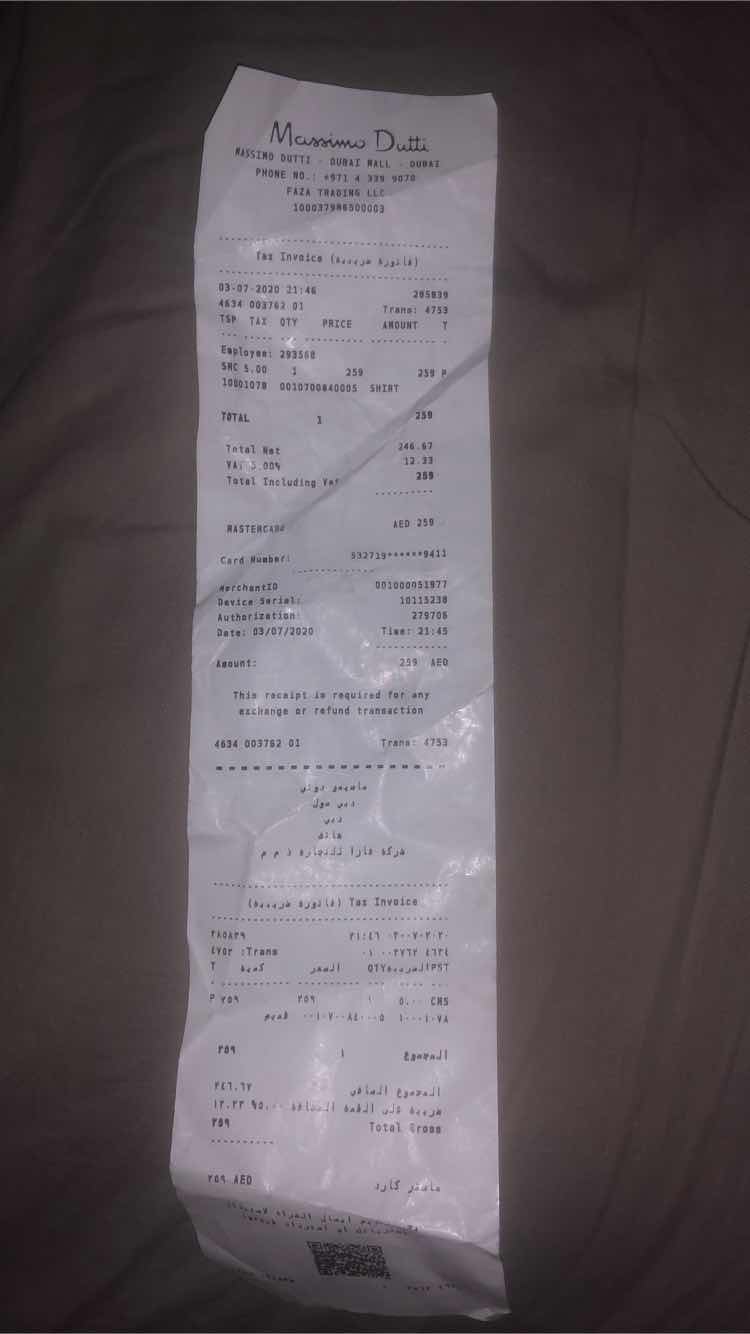 Massimo Dutti
MASSIMO DUTTI - DUBAI MALL - DUBAI
PHONE NO.: +971 4 339 9070
FAZA TRADING LLC
100037986500003
Tax Invoice (فاتورة ضريبية)
03-07-2020 21:46 285839
4634 003762 01 Trans: 4753
TSP TAX QTY PRICE AMOUNT T
Employee: 293568
SMC 5.00 1 259 259 P
10001078 0010700840005 SHIRT
TOTAL 1 259
Total Net 246.67
VAT 5.00% 12.33
Total Including Vat 259
MASTERCARD AED 259
Card Number: 532719******9411
MerchantID 001000051977
Device Serial: 10115238
Authorization: 279706
Date: 03/07/2020 Time: 21:45
Amount: 259 AED
This receipt is required for any
exchange or refund transaction
4634 003762 01 Trans: 4753
ماسيمو دوتي
دبي مول
دبي
هاتف
شركة فازا للتجارة ذ م م
(فاتورة ضريبية) Tax Invoice
٢٨٥٨٣٩ ٢١:٤٦ ٠٣-٠٧-٢٠٢٠
٤٧٥٣ :Trans ٠١ ٠٠٣٧٦٢ ٤٦٣٤
T كمية السعر QTYالضريبةPST
P ٢٥٩ ٢٥٩ ١ ٥.٠٠ CMS
قميص ٠٠١٠٧٠٠٨٤٠٠٠٥ ١٠٠٠١٠٧٨
٢٥٩ ١ المجموع
٢٤٦.٦٧ المجموع الصافي
١٢.٣٣ %٥.٠٠ ضريبة على القيمة المضافة
٢٥٩ Total Gross
٢٥٩ AED ماستر كارد